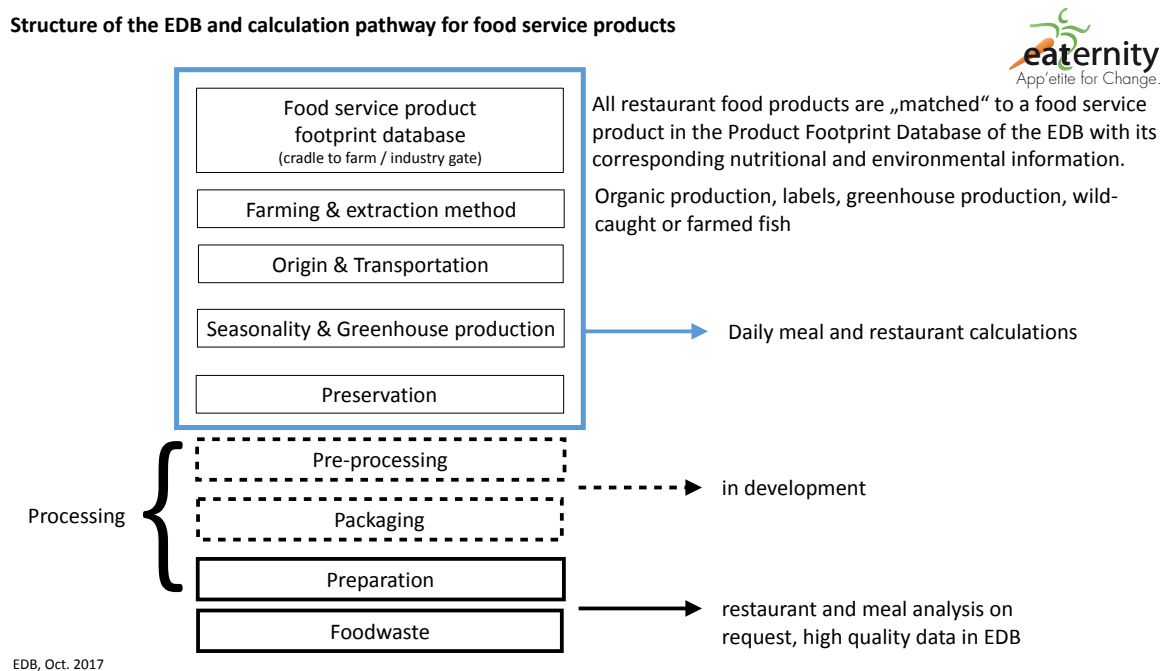 Structure of the EDB and calculation pathway for food service products
eaternity
App'etite for Change.
Food service product
footprint database
(cradle to farm / industry gate)
All restaurant food products are „matched“ to a food service
product in the Product Footprint Database of the EDB with its
corresponding nutritional and environmental information.
Farming & extraction method
Organic production, labels, greenhouse production, wild-
caught or farmed fish
Origin & Transportation
Seasonality & Greenhouse production
Daily meal and restaurant calculations
Preservation
Processing
Pre-processing
in development
Packaging
Preparation
Foodwaste
restaurant and meal analysis on
request, high quality data in EDB
EDB, Oct. 2017